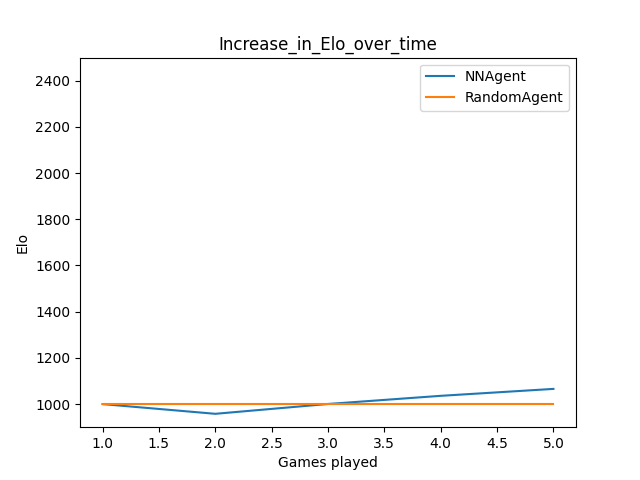 Increase_in_Elo_over_time
NNAgent
RandomAgent
2400
2200
2000
1800
1600
1400
1200
1000
Elo
1.0 1.5 2.0 2.5 3.0 3.5 4.0 4.5 5.0
Games played